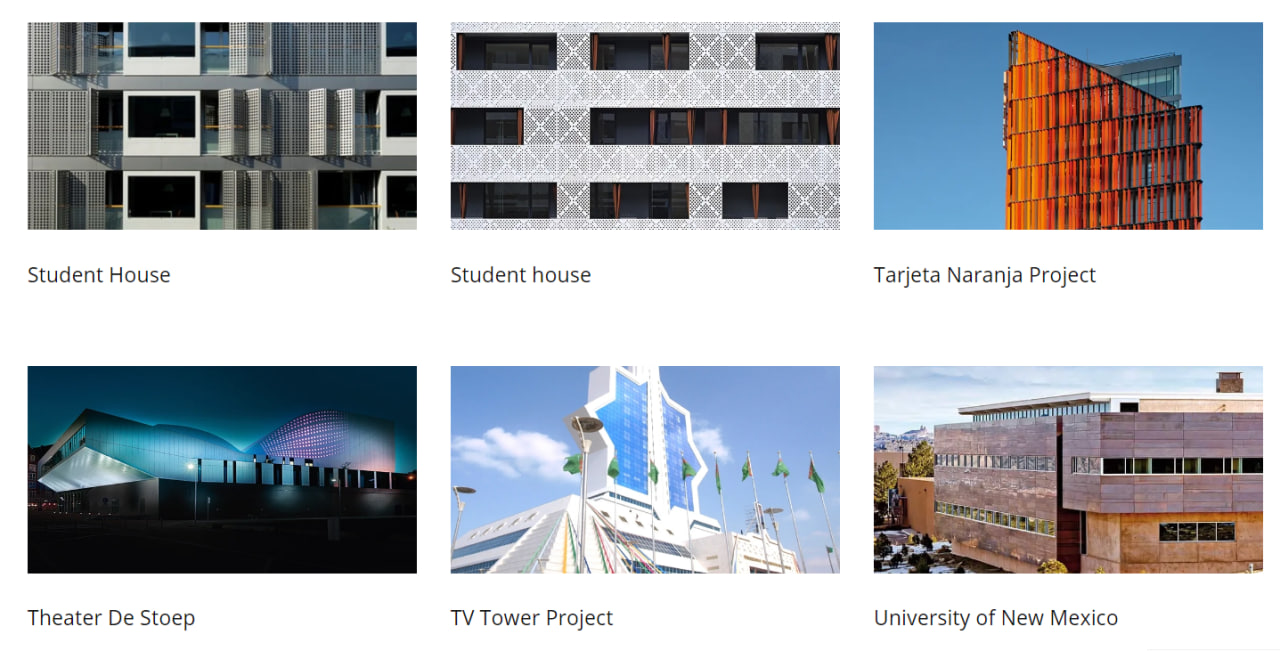 Student House
Student house
Tarjeta Naranja Project
Theater De Stoep
TV Tower Project
University of New Mexico